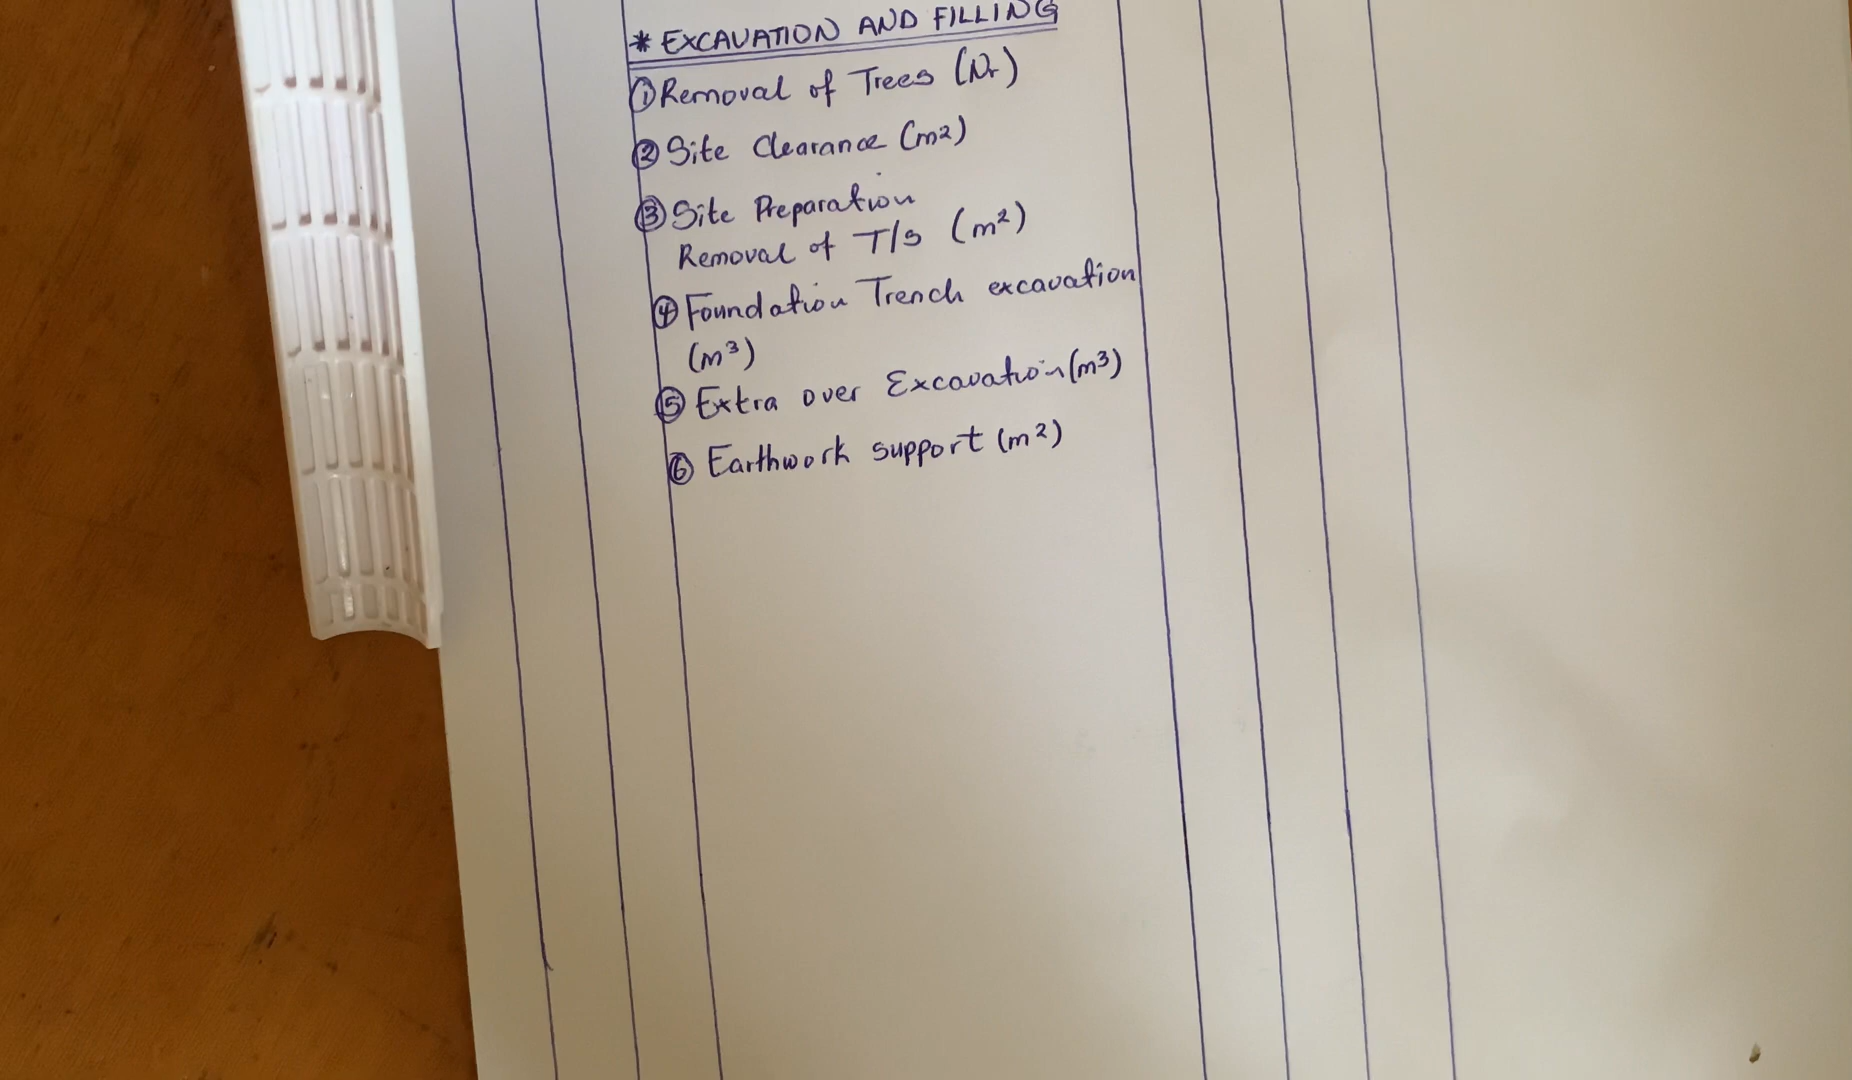 * EXCAVATION AND FILLING
① Removal of Trees (Nr)
② Site Clearance (m2)
③ Site Preparation
Removal of T/s (m²)
④ Foundation Trench excavation
(m³)
⑤ Extra over Excavation (m³)
⑥ Earthwork support (m²)